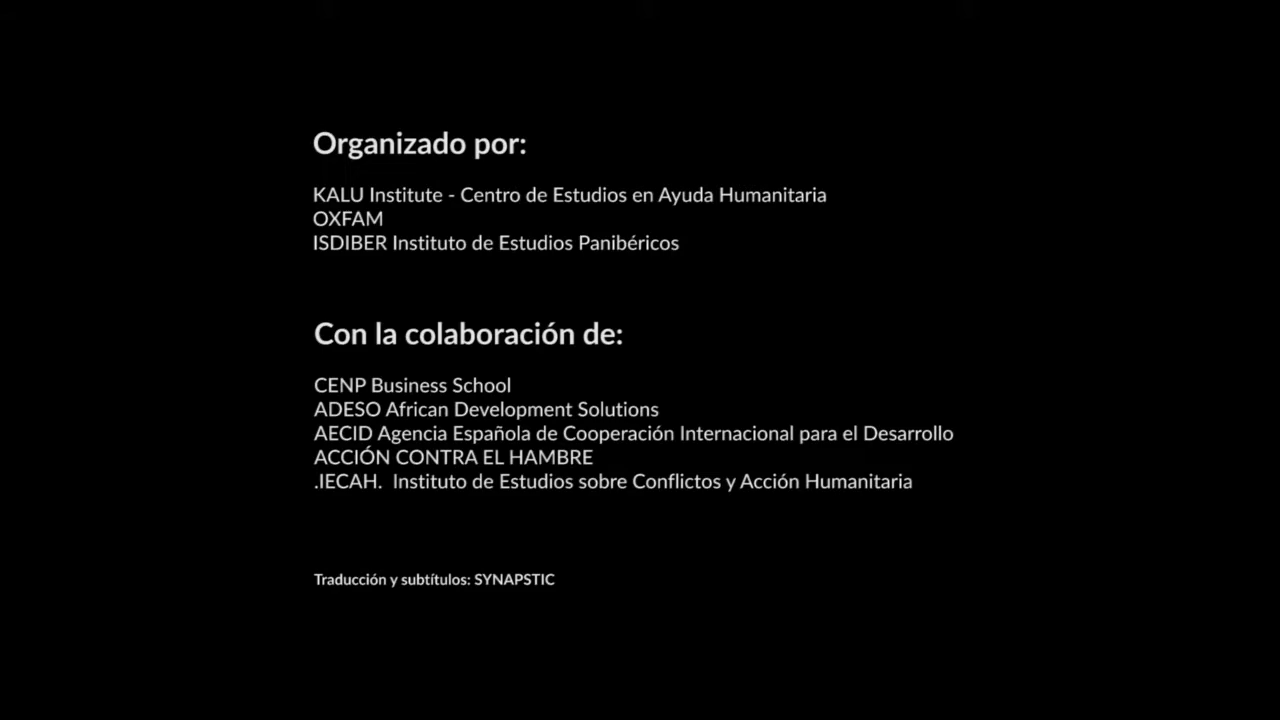 Organizado por:
KALU Institute - Centro de Estudios en Ayuda Humanitaria
OXFAM
ISDIBER Instituto de Estudios Panibéricos
Con la colaboración de:
CENP Business School
ADESO African Development Solutions
AECID Agencia Española de Cooperación Internacional para el Desarrollo
ACCIÓN CONTRA EL HAMBRE
.IECAH.  Instituto de Estudios sobre Conflictos y Acción Humanitaria
Traducción y subtítulos: SYNAPSTIC